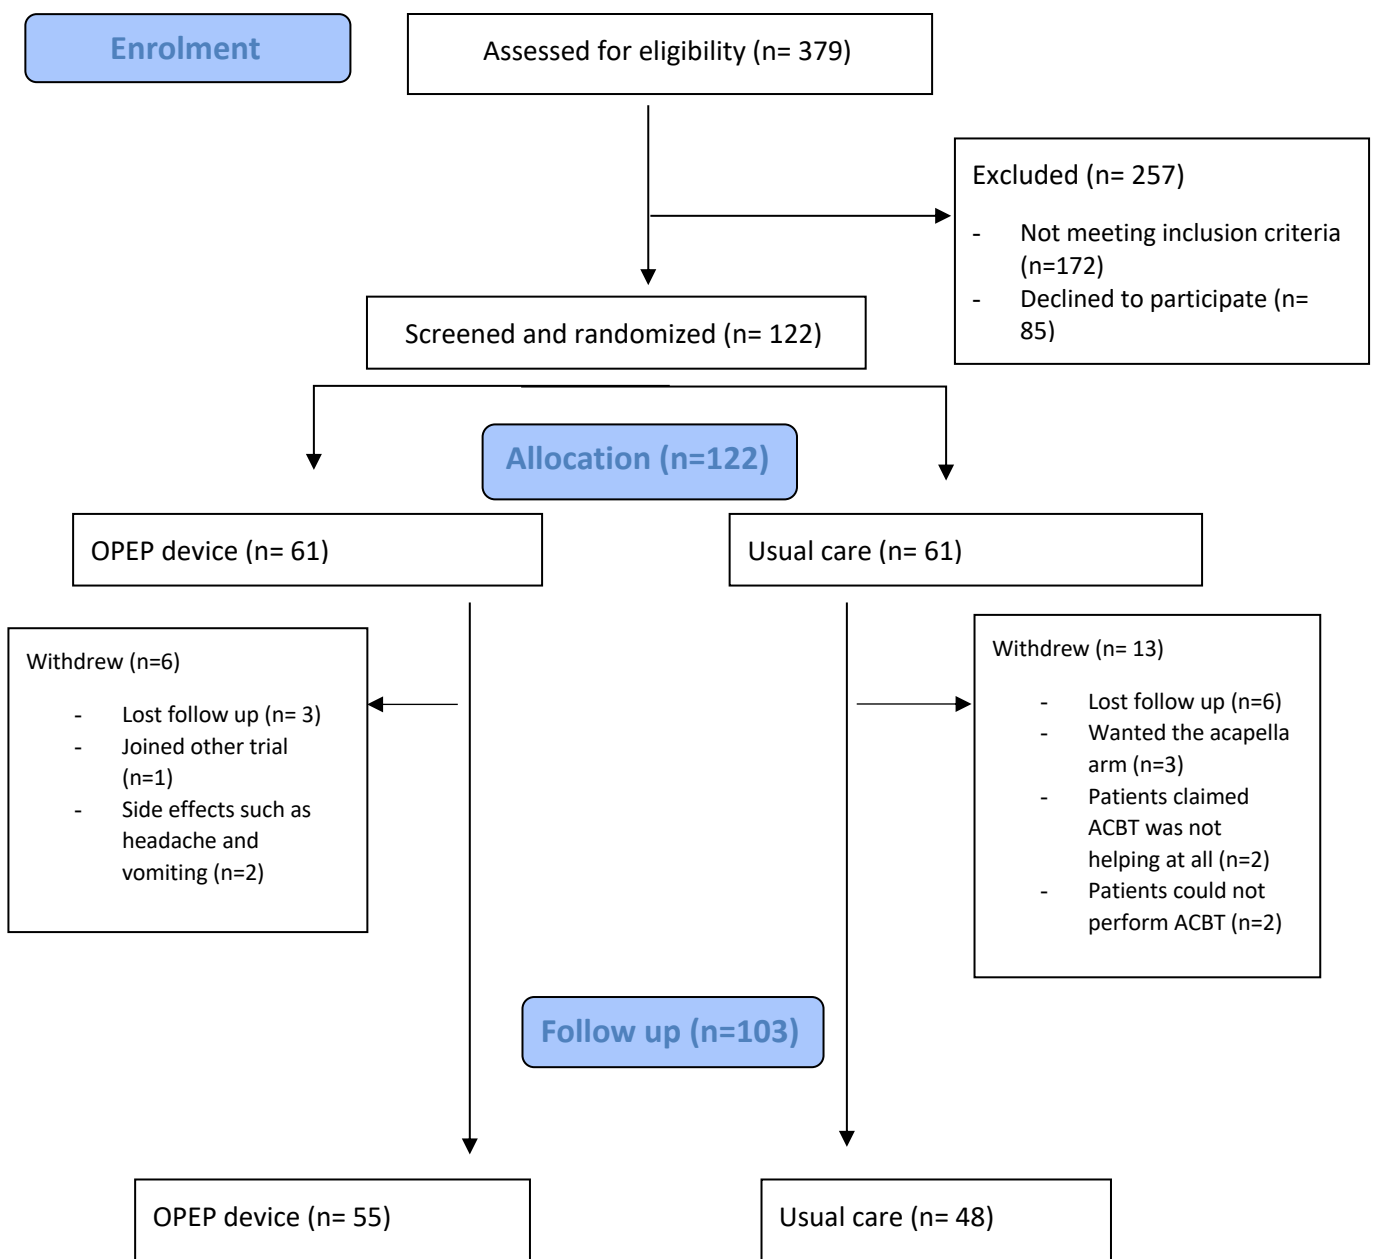 Enrolment
Assessed for eligibility (n= 379)
Excluded (n= 257)
- Not meeting inclusion criteria
(n=172)
- Declined to participate (n=
85)
Screened and randomized (n= 122)
Allocation (n=122)
OPEP device (n= 61)
Usual care (n= 61)
Withdrew (n=6)
- Lost follow up (n= 3)
- Joined other trial
(n=1)
- Side effects such as
headache and
vomiting (n=2)
Withdrew (n= 13)
- Lost follow up (n=6)
- Wanted the acapella
arm (n=3)
- Patients claimed
ACBT was not
helping at all (n=2)
- Patients could not
perform ACBT (n=2)
Follow up (n=103)
OPEP device (n= 55)
Usual care (n= 48)